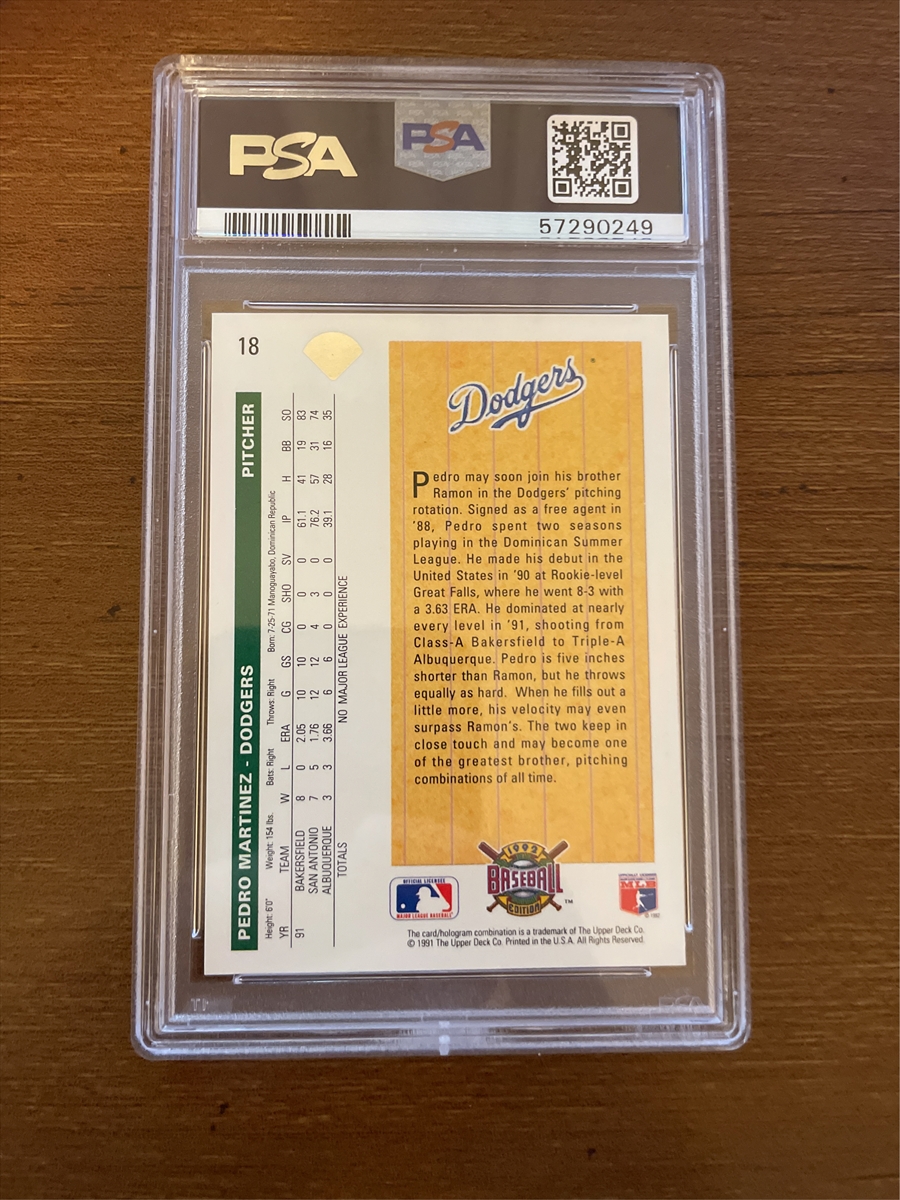 PSA
PSA
57290249
18
PEDRO MARTINEZ - DODGERS PITCHER
Height: 6'0" Weight: 154 lbs. Bats: Right Throws: Right Born: 7-25-71 Manoguayabo, Dominican Republic
YR TEAM W L ERA G GS CG SHO SV IP H BB SO
91 BAKERSFIELD 8 0 2.05 10 10 0 0 0 61.1 41 19 83
SAN ANTONIO 7 5 1.76 12 12 4 3 0 76.2 57 31 74
ALBUQUERQUE 3 3 3.66 6 6 0 0 0 39.1 28 16 35
TOTALS NO MAJOR LEAGUE EXPERIENCE
Dodgers
Pedro may soon join his brother
Ramon in the Dodgers' pitching
rotation. Signed as a free agent in
'88, Pedro spent two seasons
playing in the Dominican Summer
League. He made his debut in the
United States in '90 at Rookie-level
Great Falls, where he went 8-3 with
a 3.63 ERA. He dominated at nearly
every level in '91, shooting from
Class-A Bakersfield to Triple-A
Albuquerque. Pedro is five inches
shorter than Ramon, but he throws
equally as hard. When he fills out a
little more, his velocity may even
surpass Ramon's. The two keep in
close touch and may become one
of the greatest brother, pitching
combinations of all time.
1992
BASEBALL
EDITION
™
OFFICIAL LICENSEE
MAJOR LEAGUE BASEBALL
The card/hologram combination is a trademark of The Upper Deck Co.
© 1991 The Upper Deck Co. Printed in the U.S.A. All Rights Reserved.
PSA